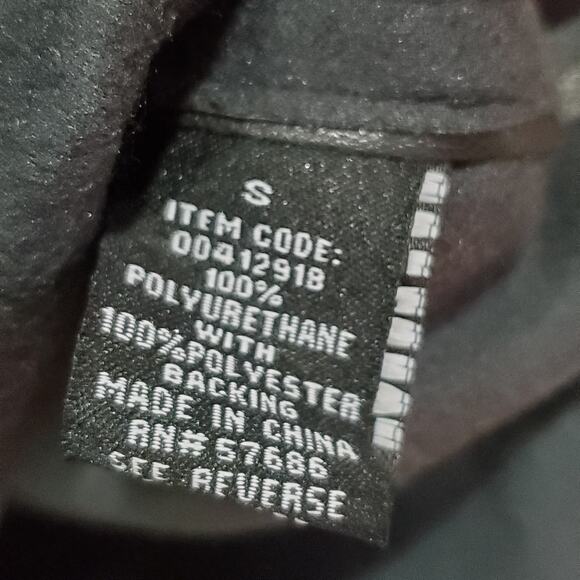 S
ITEM CODE:
00412918
100%
POLYURETHANE
WITH
100%POLYESTER
BACKING
MADE IN CHINA
RN# 57686
SEE REVERSE